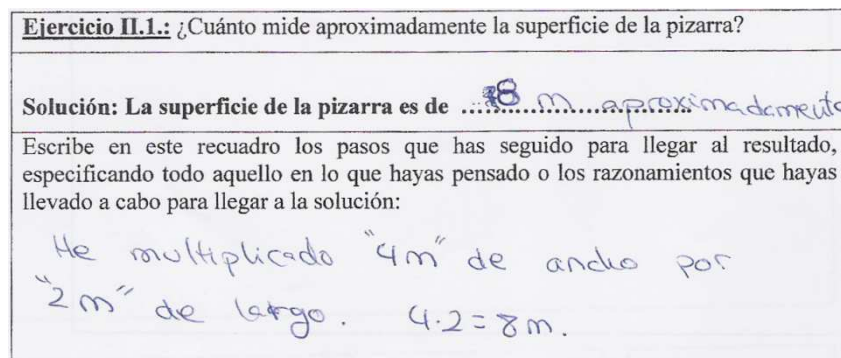 Ejercicio II.1.: ¿Cuánto mide aproximadamente la superficie de la pizarra?
Solución: La superficie de la pizarra es de ...8 m aproximadamente
Escribe en este recuadro los pasos que has seguido para llegar al resultado,
especificando todo aquello en lo que hayas pensado o los razonamientos que hayas
llevado a cabo para llegar a la solución:
He multiplicado "4m" de ancho por
"2m" de largo. 4·2=8m.